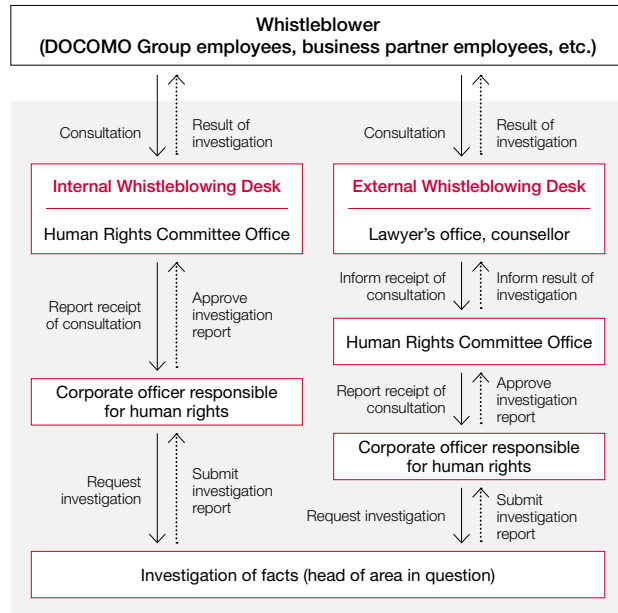 Whistleblower
(DOCOMO Group employees, business partner employees, etc.)
Consultation
Result of
investigation
Internal Whistleblowing Desk
Human Rights Committee Office
Report receipt
of consultation
Approve
investigation
report
Corporate officer responsible
for human rights
Request
investigation
Submit
investigation
report
Consultation
Result of
investigation
External Whistleblowing Desk
Lawyer's office, counsellor
Inform receipt of
consultation
Inform result of
investigation
Human Rights Committee Office
Report receipt of
consultation
Approve
investigation
report
Corporate officer responsible
for human rights
Request investigation
Submit
investigation
report
Investigation of facts (head of area in question)